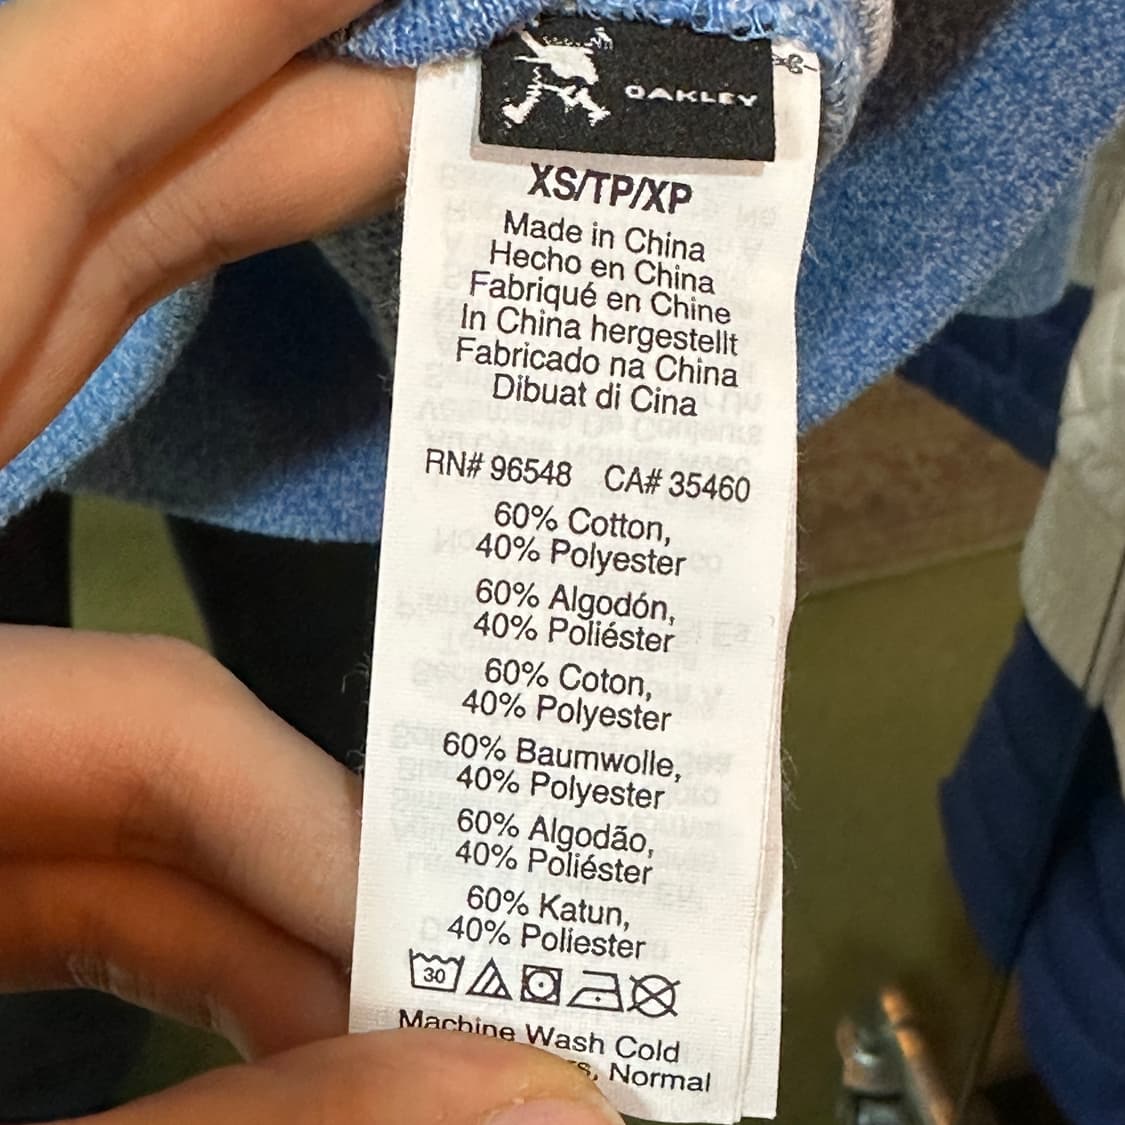 OAKLEY
XS/TP/XP
Made in China
Hecho en China
Fabriqué en Chine
In China hergestellt
Fabricado na China
Dibuat di Cina
RN# 96548 CA# 35460
60% Cotton,
40% Polyester
60% Algodón,
40% Poliéster
60% Coton,
40% Polyester
60% Baumwolle,
40% Polyester
60% Algodão,
40% Poliéster
60% Katun,
40% Poliester
30
Machine Wash Cold
Normal